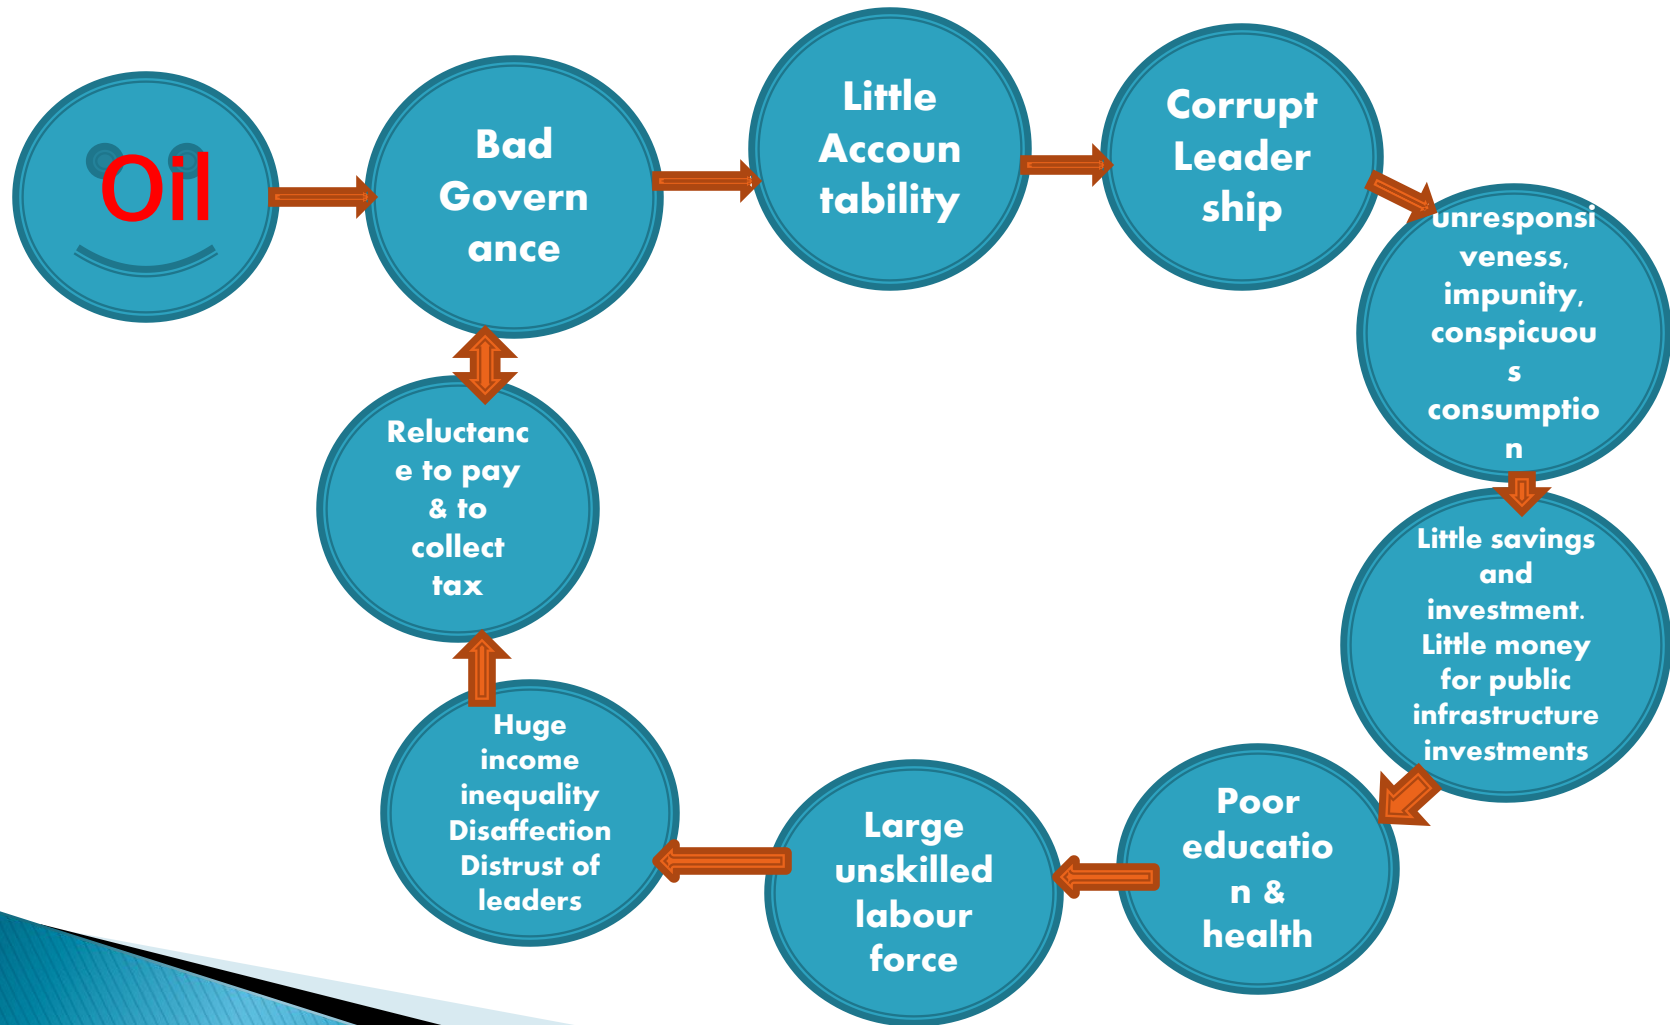 Oil
Bad
Govern
ance
Little
Accoun
tability
Corrupt
Leader
ship
unresponsi
veness,
impunity,
conspicuou
s
consumptio
n
Little savings
and
investment.
Little money
for public
infrastructure
investments
Poor
educatio
n &
health
Large
unskilled
labour
force
Huge
income
inequality
Disaffection
Distrust of
leaders
Reluctanc
e to pay
& to
collect
tax